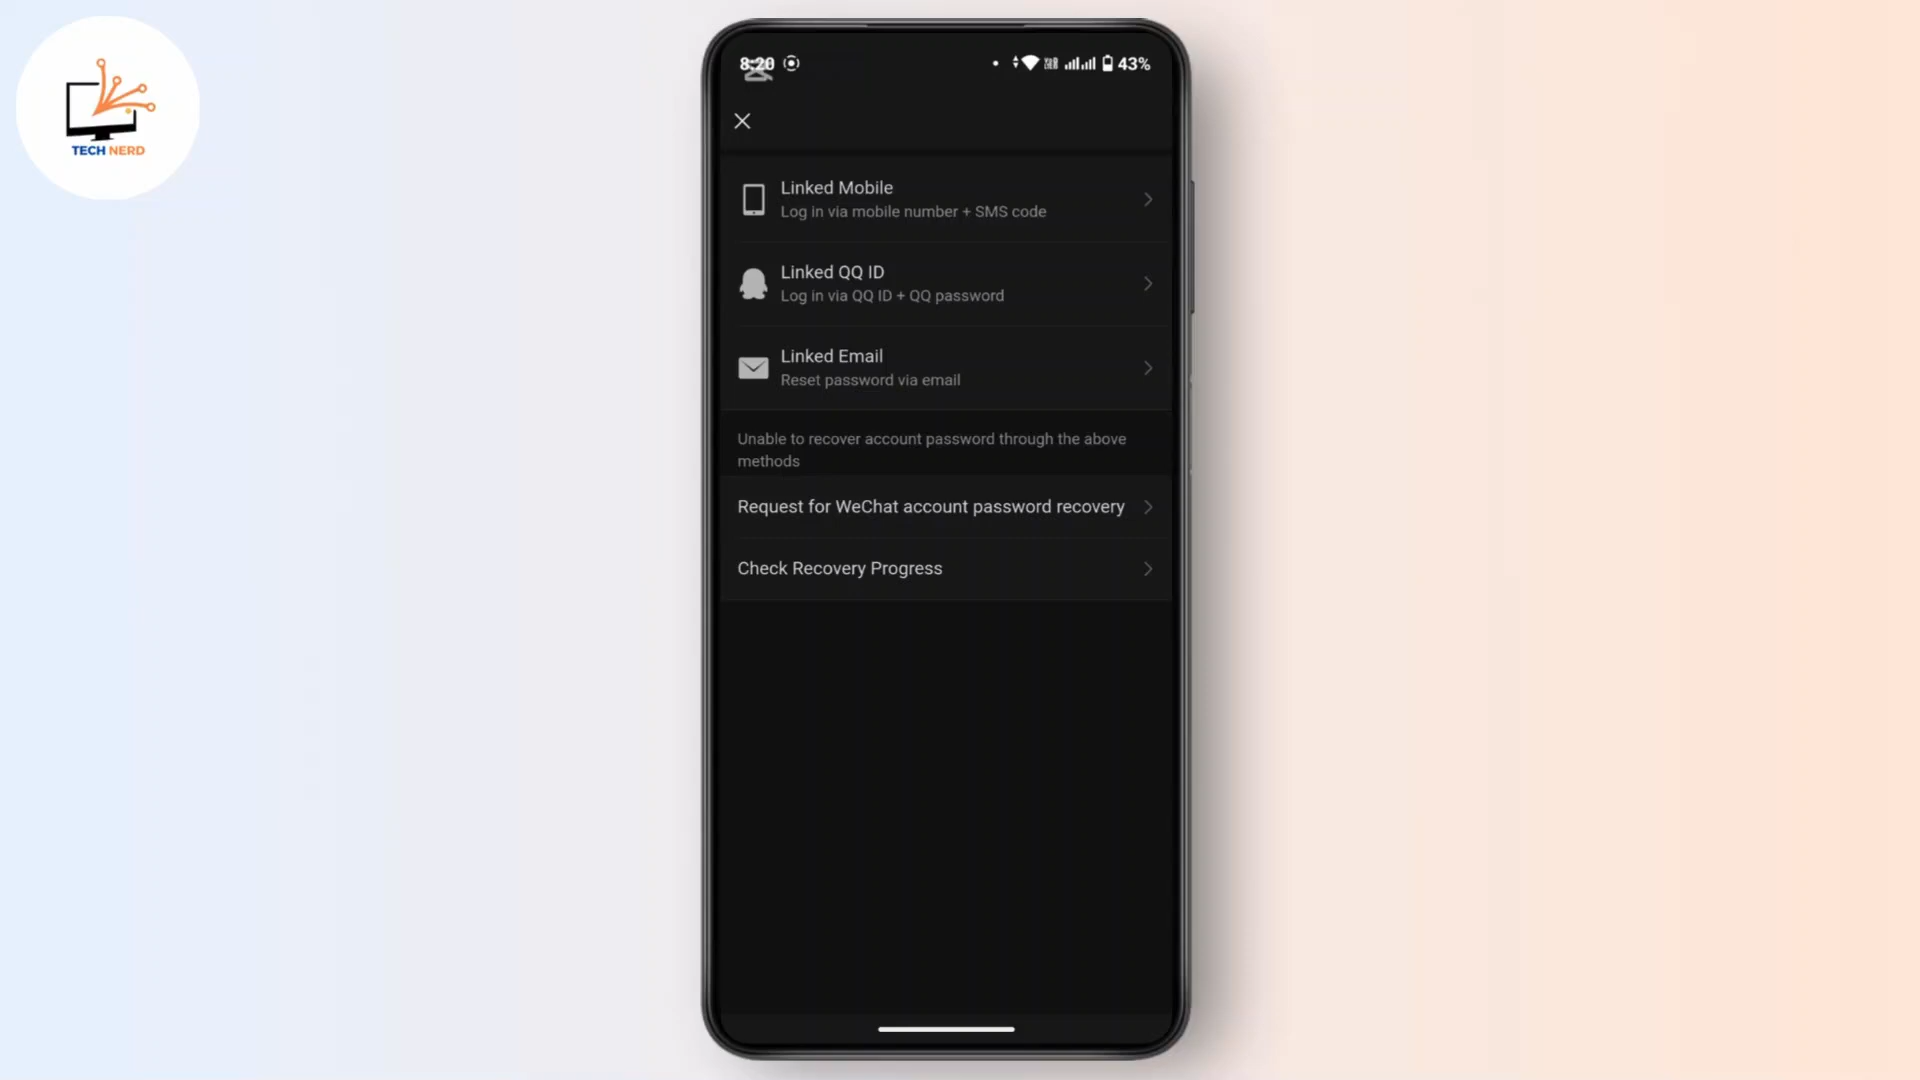 TECH NERD
8:20
43%
Linked Mobile
Log in via mobile number + SMS code
Linked QQ ID
Log in via QQ ID + QQ password
Linked Email
Reset password via email
Unable to recover account password through the above
methods
Request for WeChat account password recovery
Check Recovery Progress